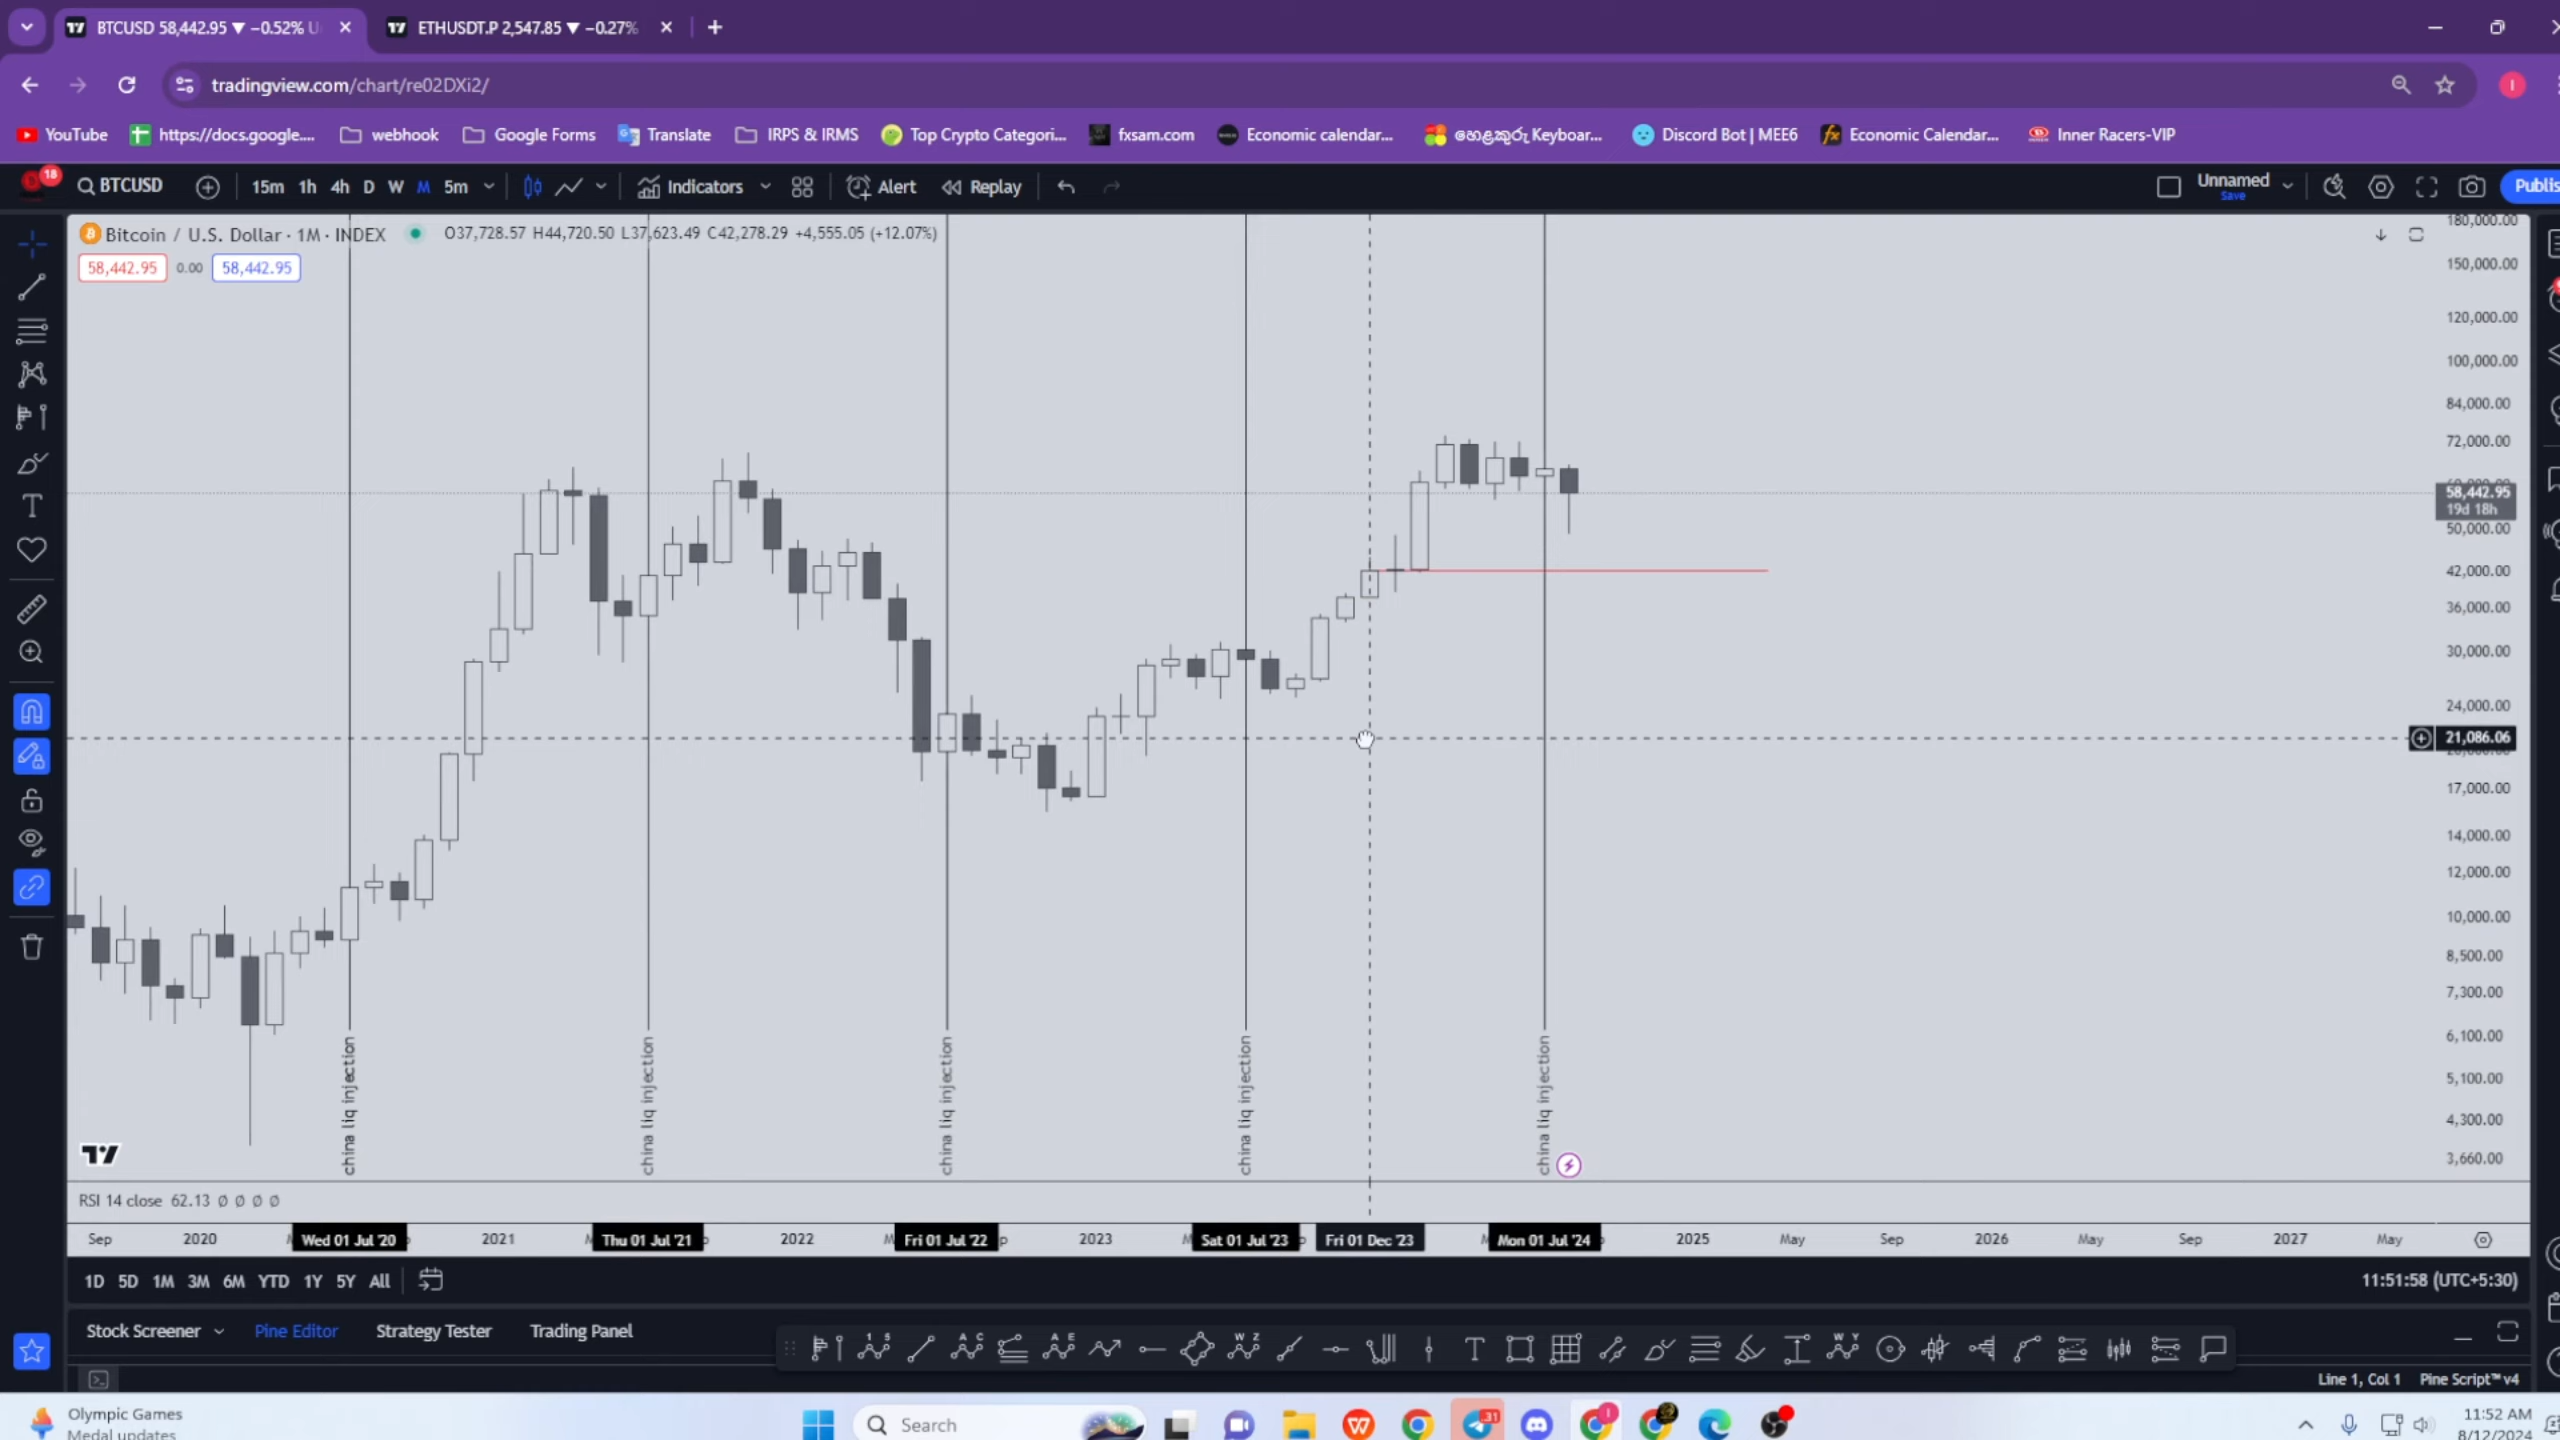 BTCUSD 58,442.95 ▼ −0.52% U
ETHUSDT.P 2,547.85 ▼ −0.27%
tradingview.com/chart/re02DXi2/
YouTube
https://docs.google....
webhook
Google Forms
Translate
IRPS & IRMS
Top Crypto Categori...
fxsam.com
Economic calendar...
හෙළකුරු Keyboar...
Discord Bot | MEE6
Economic Calendar...
Inner Racers-VIP
18
BTCUSD
15m 1h 4h D W M 5m
Indicators
Alert
Replay
Unnamed
Save
Publis
Bitcoin / U.S. Dollar · 1M · INDEX
O37,728.57 H44,720.50 L37,623.49 C42,278.29 +4,555.05 (+12.07%)
58,442.95 0.00 58,442.95
180,000.00
150,000.00
120,000.00
100,000.00
84,000.00
72,000.00
58,442.95
19d 18h
50,000.00
42,000.00
36,000.00
30,000.00
24,000.00
21,086.06
17,000.00
14,000.00
12,000.00
10,000.00
8,500.00
7,300.00
6,100.00
5,100.00
4,300.00
3,660.00
china liq injection
china liq injection
china liq injection
china liq injection
china liq injection
RSI 14 close 62.13 ∅ ∅ ∅ ∅
Sep 2020 Wed 01 Jul '20 2021 Thu 01 Jul '21 2022 Fri 01 Jul '22 2023 Sat 01 Jul '23 Fri 01 Dec '23 Mon 01 Jul '24 2025 May Sep 2026 May Sep 2027 May
1D 5D 1M 3M 6M YTD 1Y 5Y All
11:51:58 (UTC+5:30)
Stock Screener
Pine Editor
Strategy Tester
Trading Panel
Line 1, Col 1
Pine Script™ v4
Olympic Games
Medal updates
Search
31
11:52 AM
8/12/2024